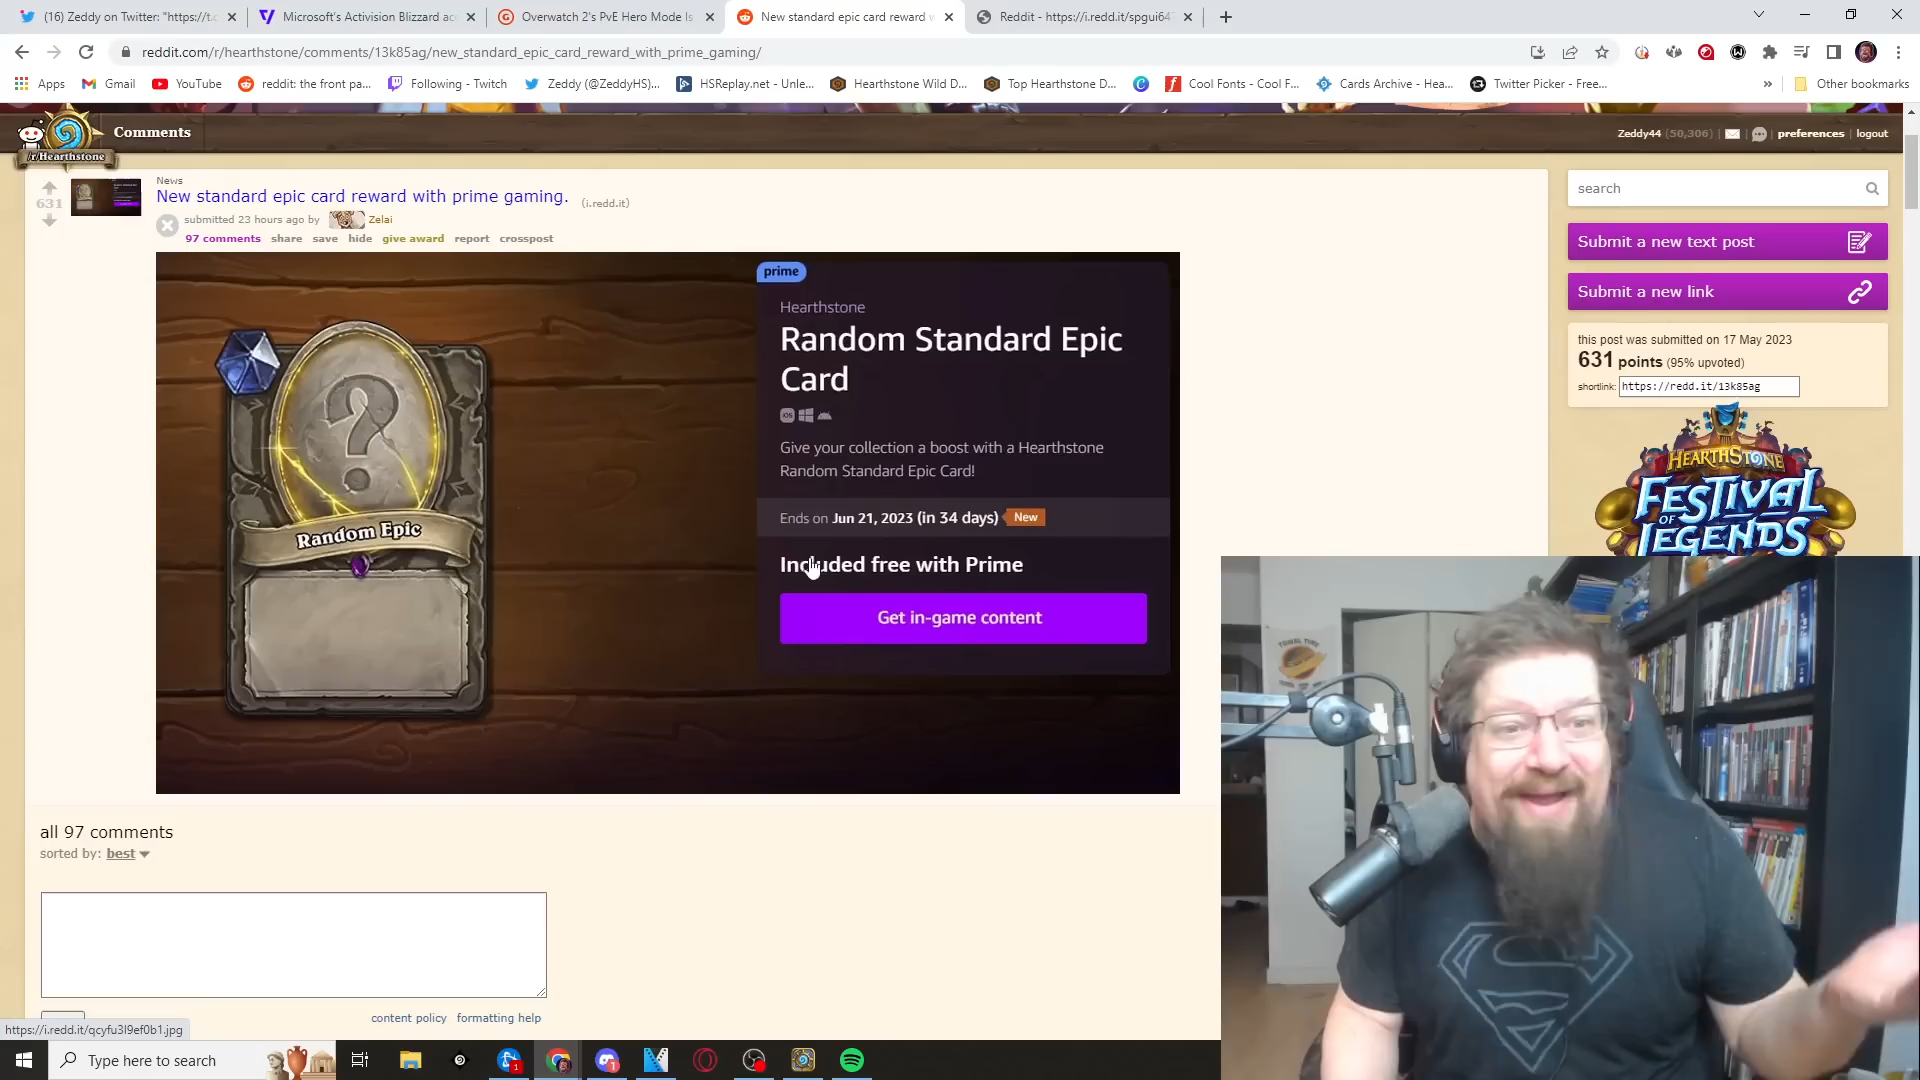 (16) Zeddy on Twitter: "https://t.c
Microsoft's Activision Blizzard ac
Overwatch 2's PvE Hero Mode Is
New standard epic card reward w
Reddit - https://i.redd.it/spgui64
reddit.com/r/hearthstone/comments/13k85ag/new_standard_epic_card_reward_with_prime_gaming/
Apps
Gmail
YouTube
reddit: the front pa...
Following - Twitch
Zeddy (@ZeddyHS)...
HSReplay.net - Unle...
Hearthstone Wild D...
Top Hearthstone D...
Cool Fonts - Cool F...
Cards Archive - Hea...
Twitter Picker - Free...
»
Other bookmarks
/r/Hearthstone
Comments
Zeddy44 (50,306) | | | preferences | logout
News
631
New standard epic card reward with prime gaming. (i.redd.it)
submitted 23 hours ago by Zelai
97 comments share save hide give award report crosspost
search
Submit a new text post
Submit a new link
this post was submitted on 17 May 2023
631 points (95% upvoted)
shortlink: https://redd.it/13k85ag
HEARTHSTONE
FESTIVAL
OF
LEGENDS
prime
Hearthstone
Random Standard Epic
Card
iOS
Give your collection a boost with a Hearthstone
Random Standard Epic Card!
Ends on Jun 21, 2023 (in 34 days) New
Included free with Prime
Get in-game content
?
Random Epic
all 97 comments
sorted by: best
content policy formatting help
https://i.redd.it/qcyfu3l9ef0b1.jpg
Type here to search